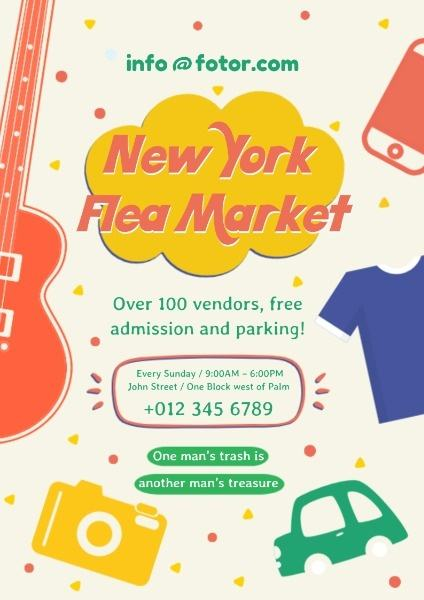 info @ fotor.com
New York
Flea Market
Over 100 vendors, free
admission and parking!
Every Sunday / 9:00AM – 6:00PM
John Street / One Block west of Palm
+012 345 6789
One man's trash is
another man's treasure